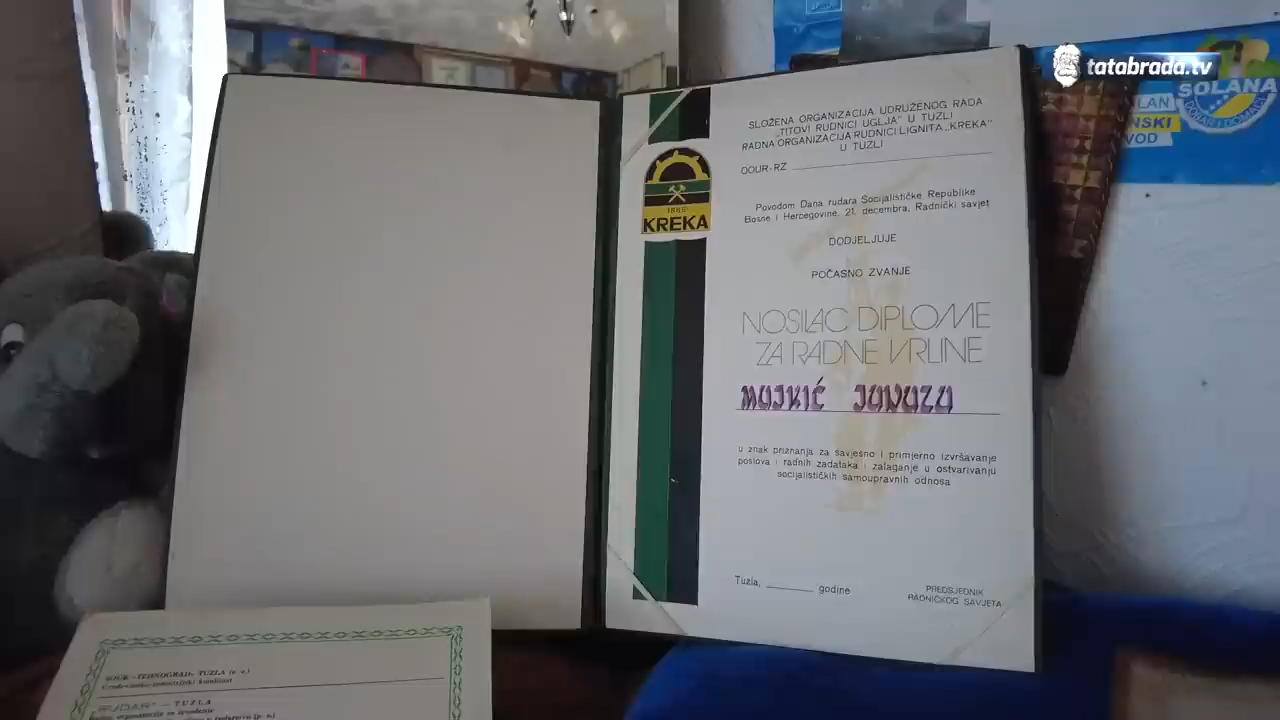 tatabrada.tv
SOLANA
VOD
SLOŽENA ORGANIZACIJA UDRUŽENOG RADA
„TITOVI RUDNICI UGLJA" U TUZLI
RADNA ORGANIZACIJA RUDNICI LIGNITA „KREKA"
U TUZLI
OOUR-RZ
KREKA
Povodom Dana rudara Socijalističke Republike
Bosne i Hercegovine, 21. decembra, Radnički savjet
DODJELJUJE
POČASNO ZVANJE
NOSILAC DIPLOME
ZA RADNE VRLINE
MUJKIĆ JUNUZU
u znak priznanja za savjesno i primjerno izvršavanje
poslova i radnih zadataka i zalaganje u ostvarivanju
socijalističkih samoupravnih odnosa
Tuzla, godine
PREDSJEDNIK
RADNIČKOG SAVJETA
SOUR - TEHNOGRAD - TUZLA
"RUDAR" — TUZLA